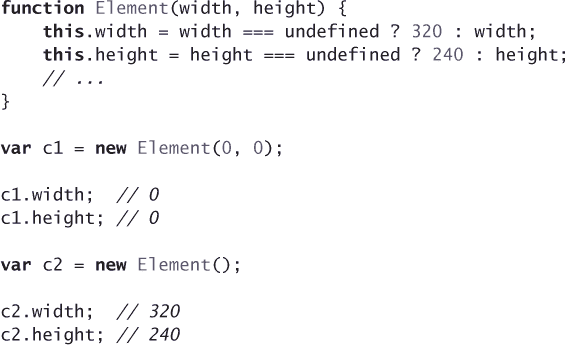 function Element(width, height) {
    this.width = width === undefined ? 320 : width;
    this.height = height === undefined ? 240 : height;
    // ...
}
var c1 = new Element(0, 0);
c1.width;  // 0
c1.height; // 0
var c2 = new Element();
c2.width;  // 320
c2.height; // 240